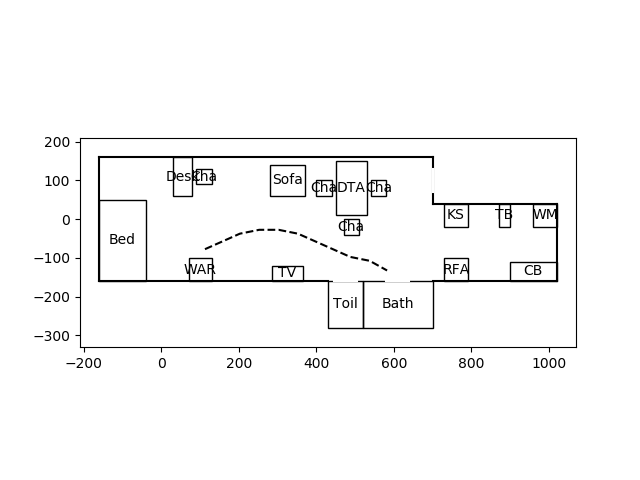 200
100
0
−100
−200
−300
−200
0
200
400
600
800
1000
Desk
Cha
Sofa
Cha
DTA
Cha
Cha
KS
TB
WM
Bed
WAR
TV
RFA
CB
Toil
Bath